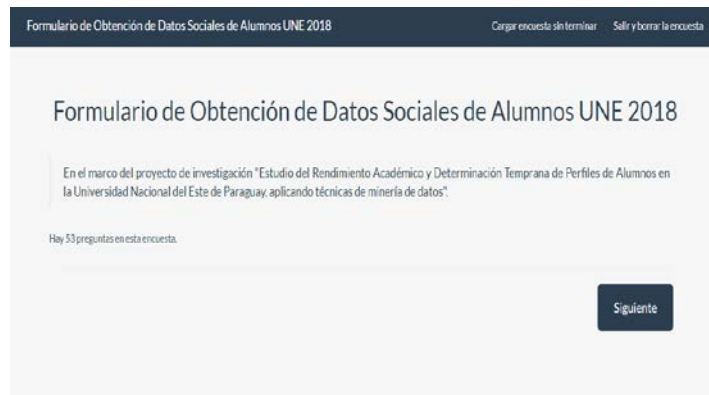 Formulario de Obtención de Datos Sociales de Alumnos UNE 2018 Cargar encuesta sin terminar Salir y borrar la encuesta
Formulario de Obtención de Datos Sociales de Alumnos UNE 2018
En el marco del proyecto de investigación "Estudio del Rendimiento Académico y Determinación Temprana de Perfiles de Alumnos en
la Universidad Nacional del Este de Paraguay, aplicando técnicas de minería de datos".
Hay 53 preguntas en esta encuesta.
Siguiente